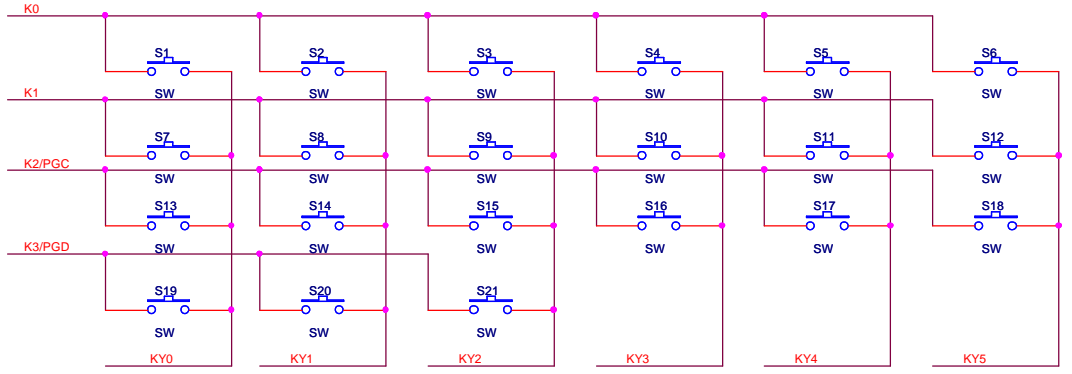 K0
S1 S2 S3 S4 S5 S6
SW SW SW SW SW SW
K1
S7 S8 S9 S10 S11 S12
SW SW SW SW SW SW
K2/PGC
S13 S14 S15 S16 S17 S18
SW SW SW SW SW SW
K3/PGD
S19 S20 S21
SW SW SW
KY0 KY1 KY2 KY3 KY4 KY5